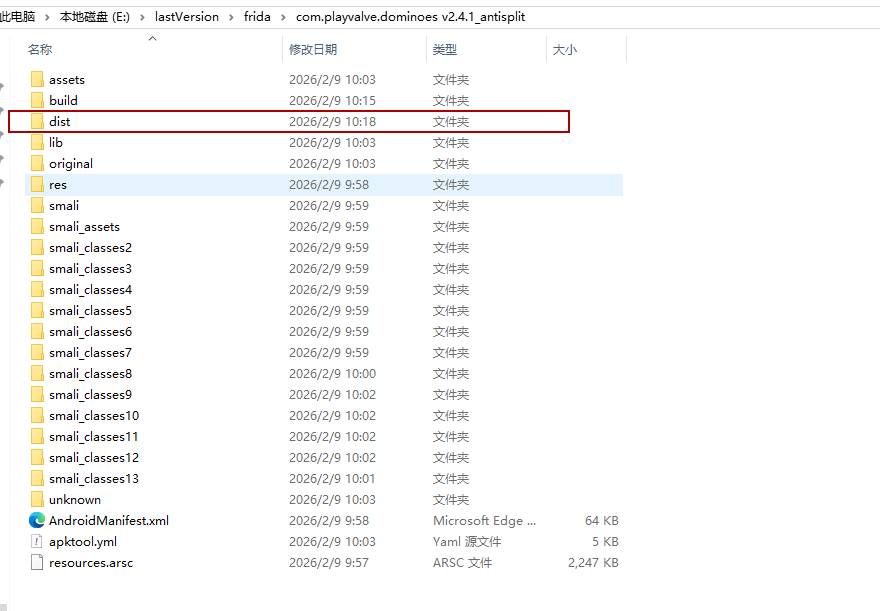 此电脑 › 本地磁盘 (E:) › lastVersion › frida › com.playvalve.dominoes v2.4.1_antisplit
名称 修改日期 类型 大小
assets 2026/2/9 10:03 文件夹
build 2026/2/9 10:15 文件夹
dist 2026/2/9 10:18 文件夹
lib 2026/2/9 10:03 文件夹
original 2026/2/9 10:03 文件夹
res 2026/2/9 9:58 文件夹
smali 2026/2/9 9:59 文件夹
smali_assets 2026/2/9 9:59 文件夹
smali_classes2 2026/2/9 9:59 文件夹
smali_classes3 2026/2/9 9:59 文件夹
smali_classes4 2026/2/9 9:59 文件夹
smali_classes5 2026/2/9 9:59 文件夹
smali_classes6 2026/2/9 9:59 文件夹
smali_classes7 2026/2/9 9:59 文件夹
smali_classes8 2026/2/9 10:00 文件夹
smali_classes9 2026/2/9 10:02 文件夹
smali_classes10 2026/2/9 10:02 文件夹
smali_classes11 2026/2/9 10:02 文件夹
smali_classes12 2026/2/9 10:02 文件夹
smali_classes13 2026/2/9 10:01 文件夹
unknown 2026/2/9 10:03 文件夹
AndroidManifest.xml 2026/2/9 9:58 Microsoft Edge ... 64 KB
apktool.yml 2026/2/9 10:03 Yaml 源文件 5 KB
resources.arsc 2026/2/9 9:57 ARSC 文件 2,247 KB